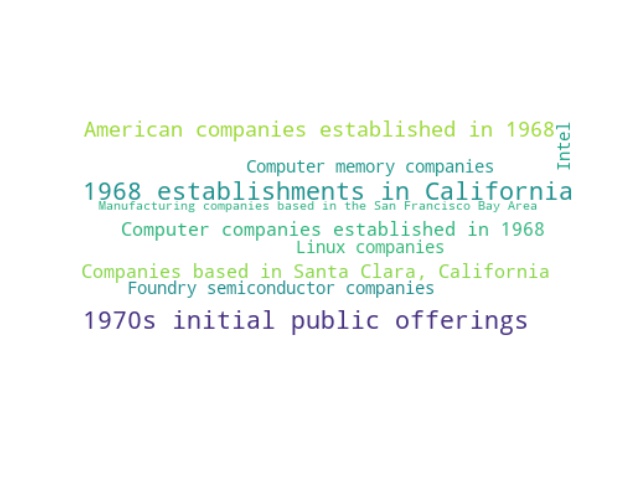 American companies established in 1968
Intel
Computer memory companies
1968 establishments in California
Manufacturing companies based in the San Francisco Bay Area
Computer companies established in 1968
Linux companies
Companies based in Santa Clara, California
Foundry semiconductor companies
1970s initial public offerings